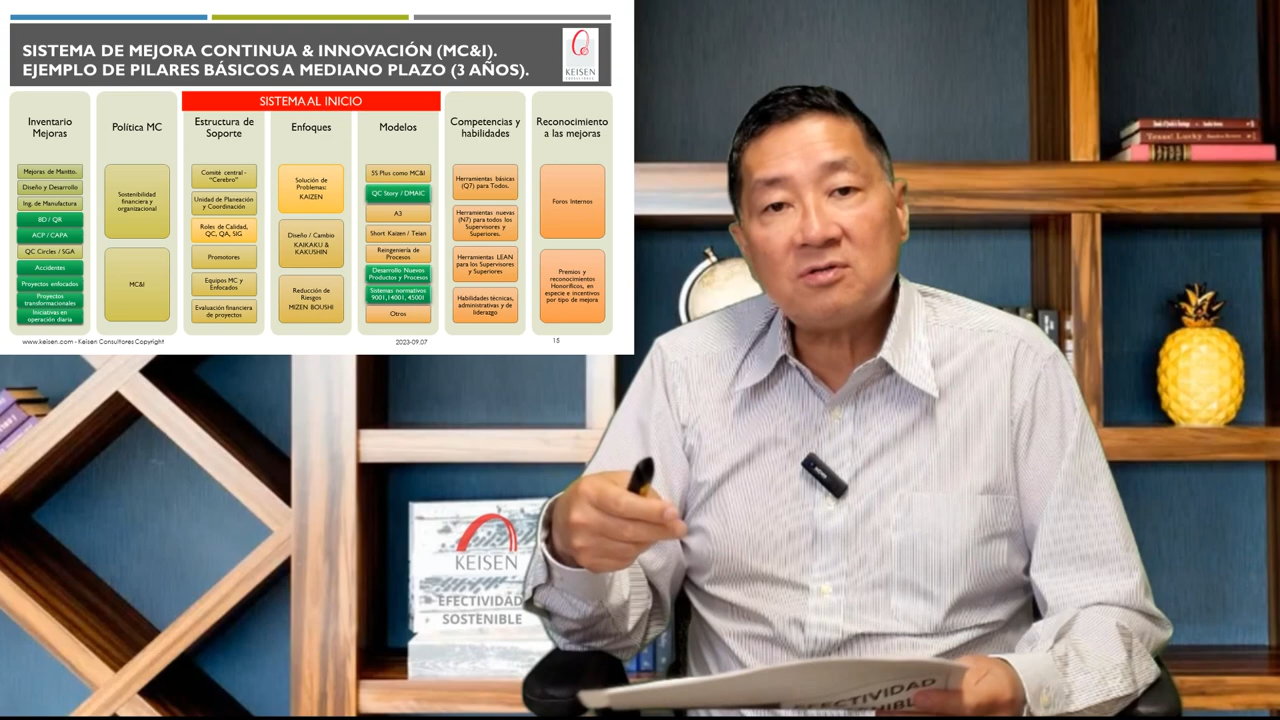 SISTEMA DE MEJORA CONTINUA & INNOVACIÓN (MC&I).
EJEMPLO DE PILARES BÁSICOS A MEDIANO PLAZO (3 AÑOS).
KEISEN
SISTEMA AL INICIO
Inventario
Mejoras
Mejoras de Mantto.
Diseño y Desarrollo
Ing. de Manufactura
8D / QR
ACP / CAPA
QC Circles / SGA
Accidentes
Proyectos enfocados
Proyectos
transformacionales
Iniciativas en
operación diaria
Política MC
Sostenibilidad
financiera y
organizacional
MC&I
Estructura de
Soporte
Comité central -
"Cerebro"
Unidad de Planeación
y Coordinación
Roles de Calidad,
QC, QA, SIG
Promotores
Equipos MC y
Enfocados
Evaluación financiera
de proyectos
Enfoques
Solución de
Problemas:
KAIZEN
Diseño / Cambio
KAIKAKU &
KAKUSHIN
Reducción de
Riesgos
MIZEN BOUSHI
Modelos
5S Plus como MC&I
QC Story / DMAIC
A3
Short Kaizen / Teian
Reingeniería de
Procesos
Desarrollo Nuevos
Productos y Procesos
Sistemas normativos
9001,14001, 45001
Otros
Competencias y
habilidades
Herramientas básicas
(Q7) para Todos.
Herramientas nuevas
(N7) para todos los
Supervisores y
Superiores.
Herramientas LEAN
para los Supervisores
y Superiores
Habilidades técnicas,
administrativas y de
liderazgo
Reconocimiento
a las mejoras
Foros Internos
Premios y
reconocimientos
Honoríficos, en
especie e incentivos
por tipo de mejora
www.keisen.com - Keisen Consultores Copyright
2023-09.07
15
KEISEN
EFECTIVIDAD
SOSTENIBLE
EFECTIVIDAD